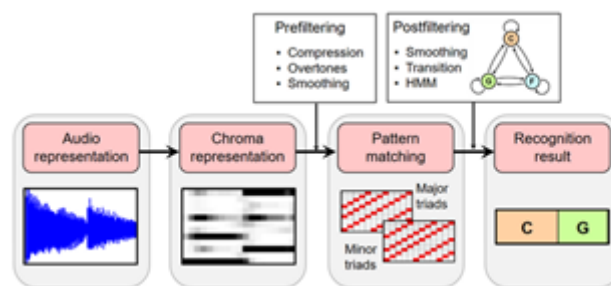 Prefiltering
• Compression
• Overtones
• Smoothing
Postfiltering
• Smoothing
• Transition
• HMM
C
G
F
Audio
representation
Chroma
representation
Pattern
matching
Recognition
result
Major
triads
Minor
triads
C
G